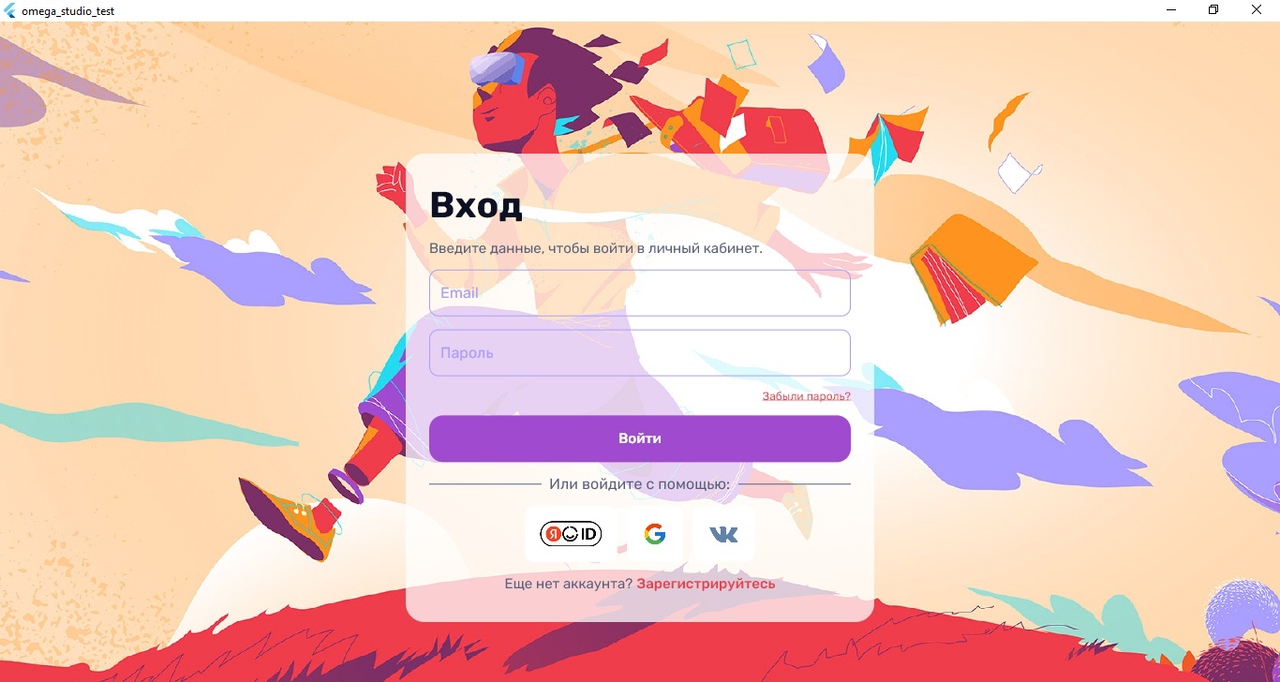 omega_studio_test
Вход
Введите данные, чтобы войти в личный кабинет.
Email
Пароль
Забыли пароль?
Войти
Или войдите с помощью:
Я ID
Еще нет аккаунта? Зарегистрируйтесь